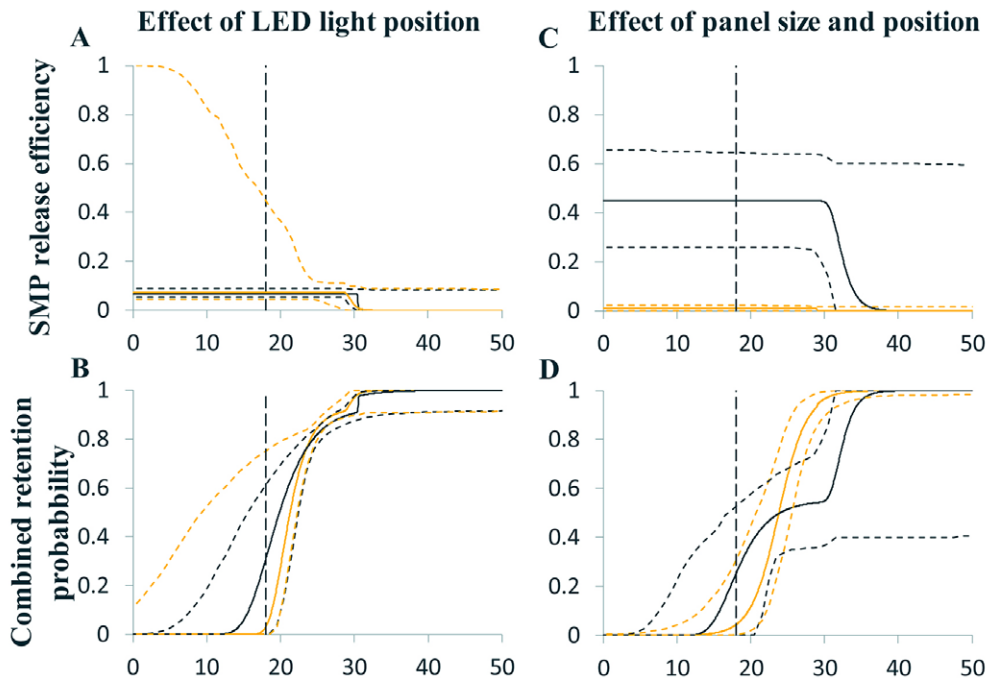 Effect of LED light position
Effect of panel size and position
A
C
SMP release efficiency
1
0.8
0.6
0.4
0.2
0
0 10 20 30 40 50
1
0.8
0.6
0.4
0.2
0
0 10 20 30 40 50
B
D
Combined retention
probabbility
1
0.8
0.6
0.4
0.2
0
0 10 20 30 40 50
1
0.8
0.6
0.4
0.2
0
0 10 20 30 40 50